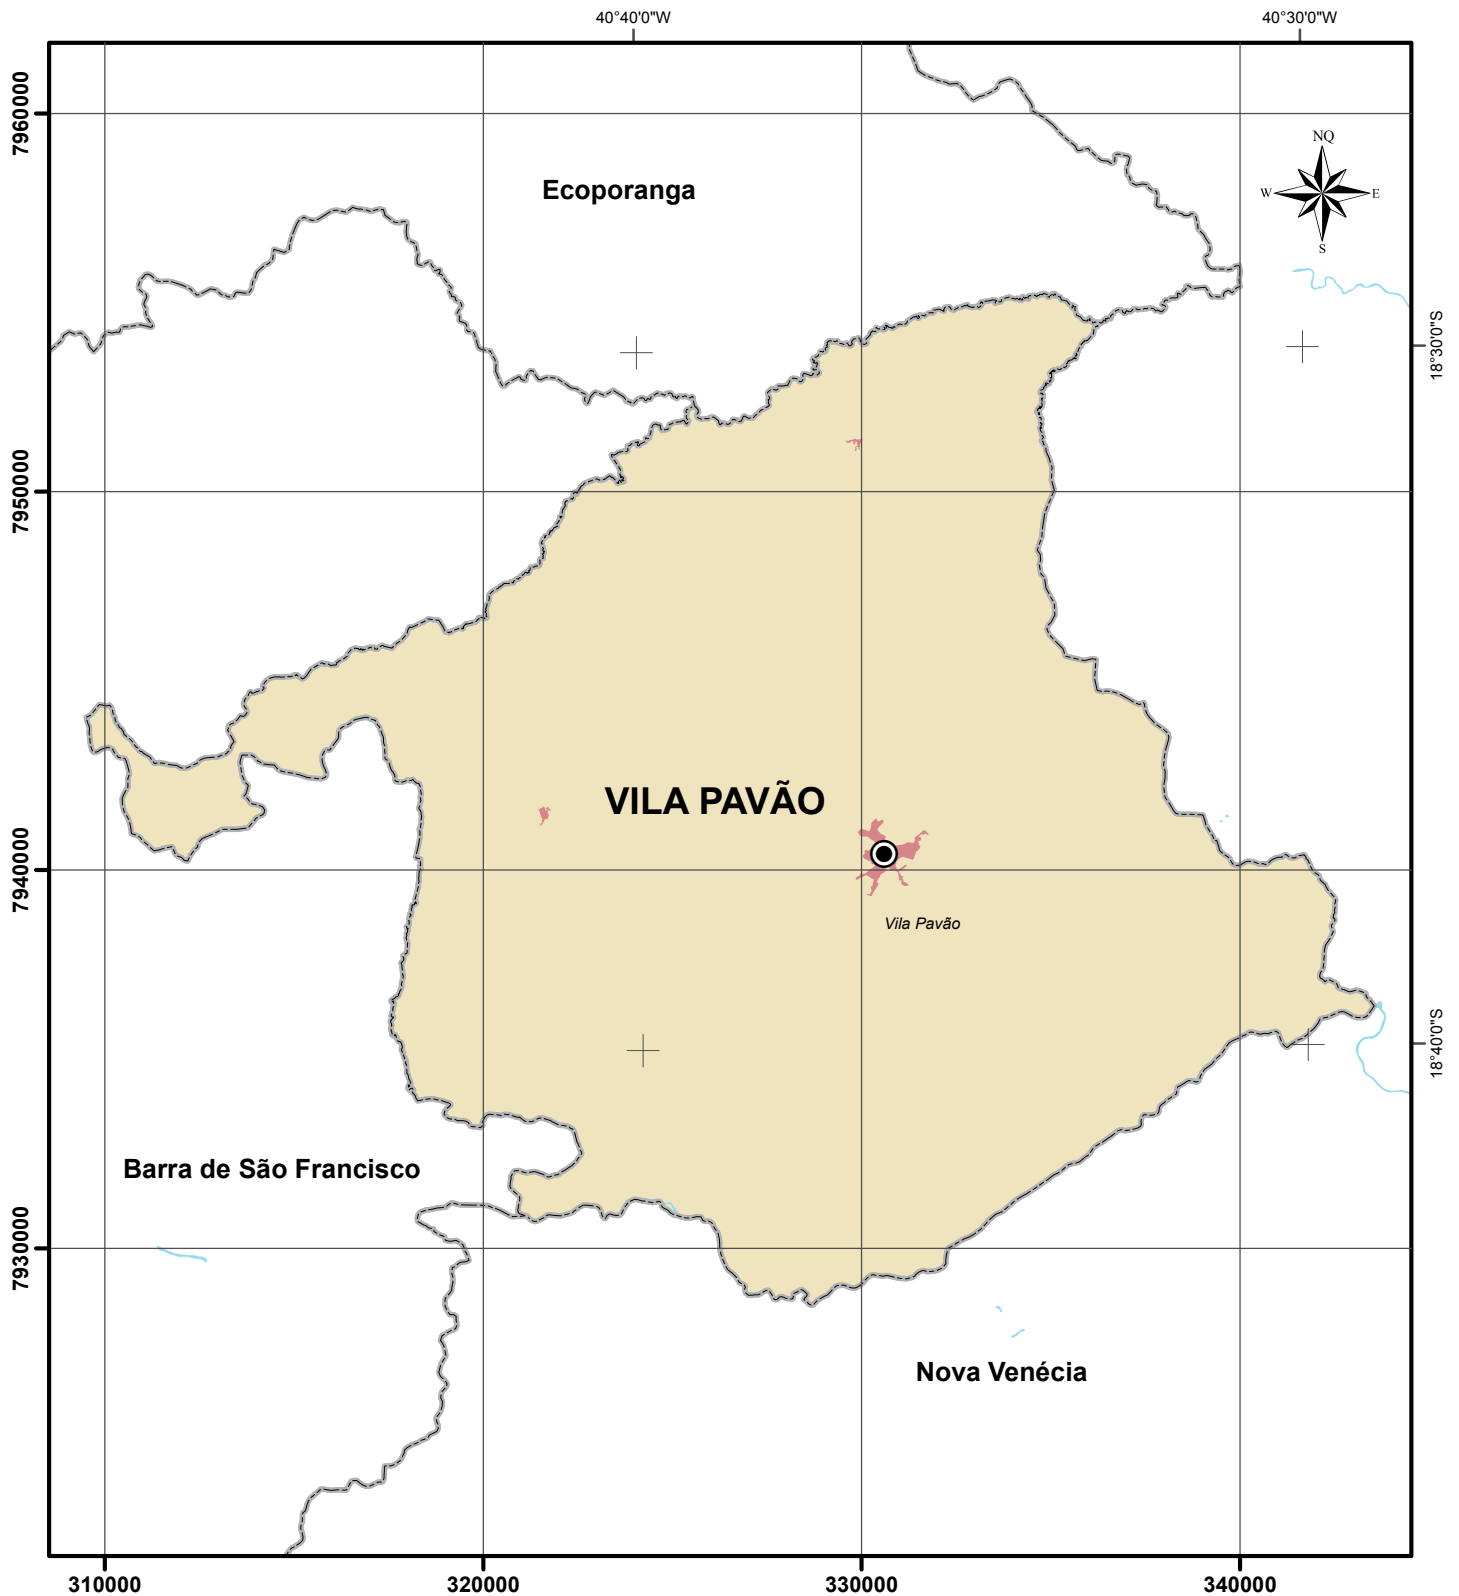 40°40'0"W
40°30'0"W
7960000
NQ
W
E
S
Ecoporanga
18°30'0"S
7950000
VILA PAVÃO
7940000
Vila Pavão
18°40'0"S
Barra de São Francisco
7930000
Nova Venécia
310000
320000
330000
340000